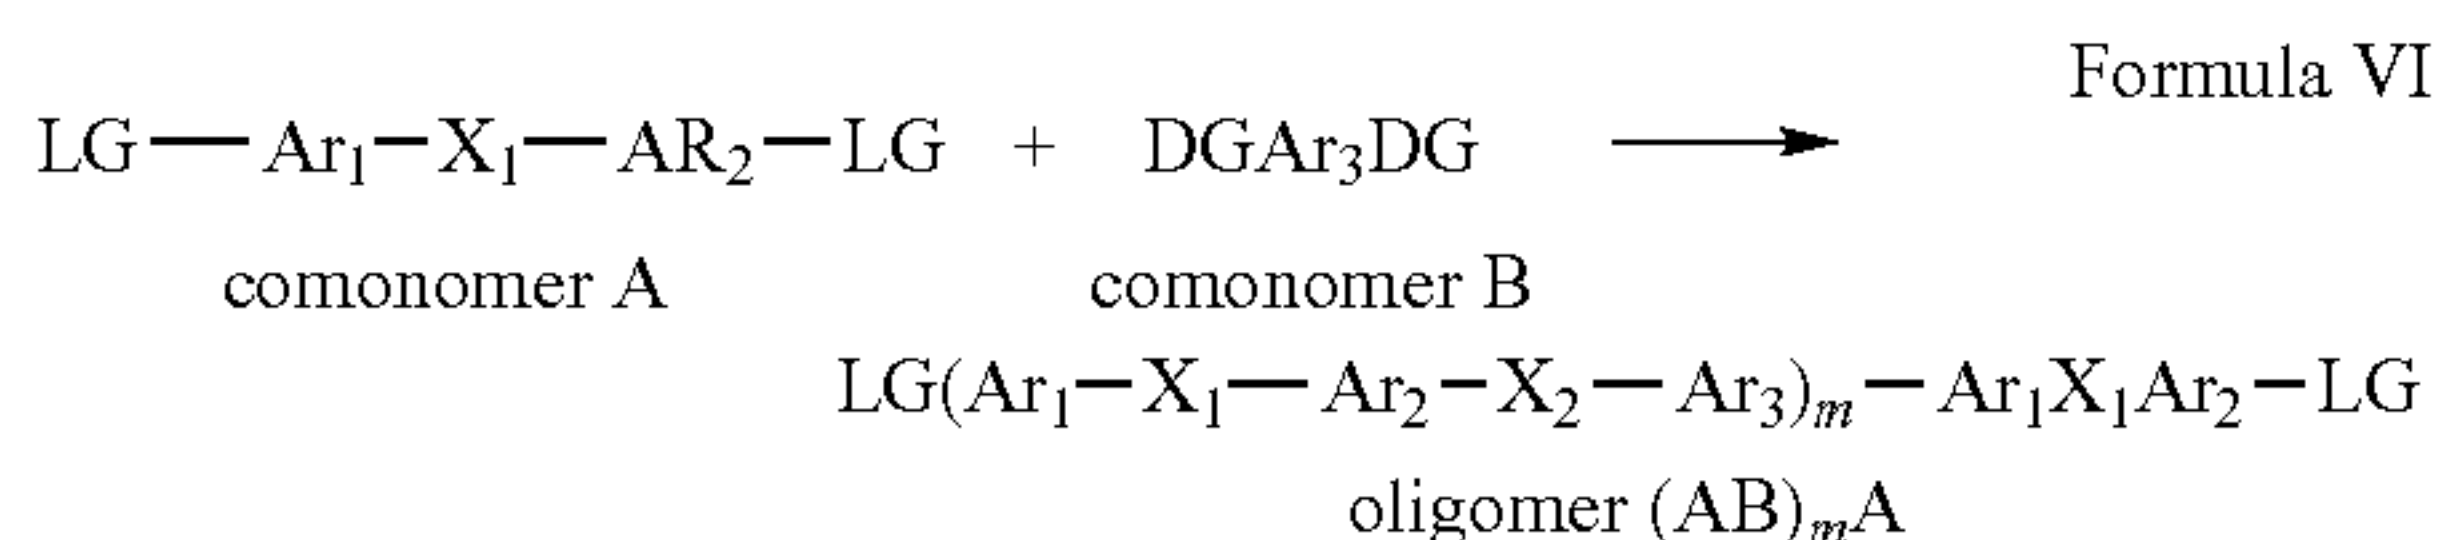 Formula VI
LG—Ar₁—X₁—AR₂—LG + DGAr₃DG ⟶
comonomer A comonomer B
LG(Ar₁—X₁—Ar₂—X₂—Ar₃)ₘ—Ar₁X₁Ar₂—LG
oligomer (AB)ₘA